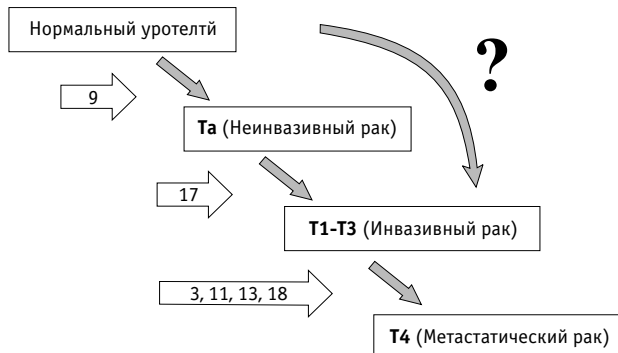 Нормальный уротелтй
?
9
Ta (Неинвазивный рак)
17
T1-T3 (Инвазивный рак)
3, 11, 13, 18
T4 (Метастатический рак)